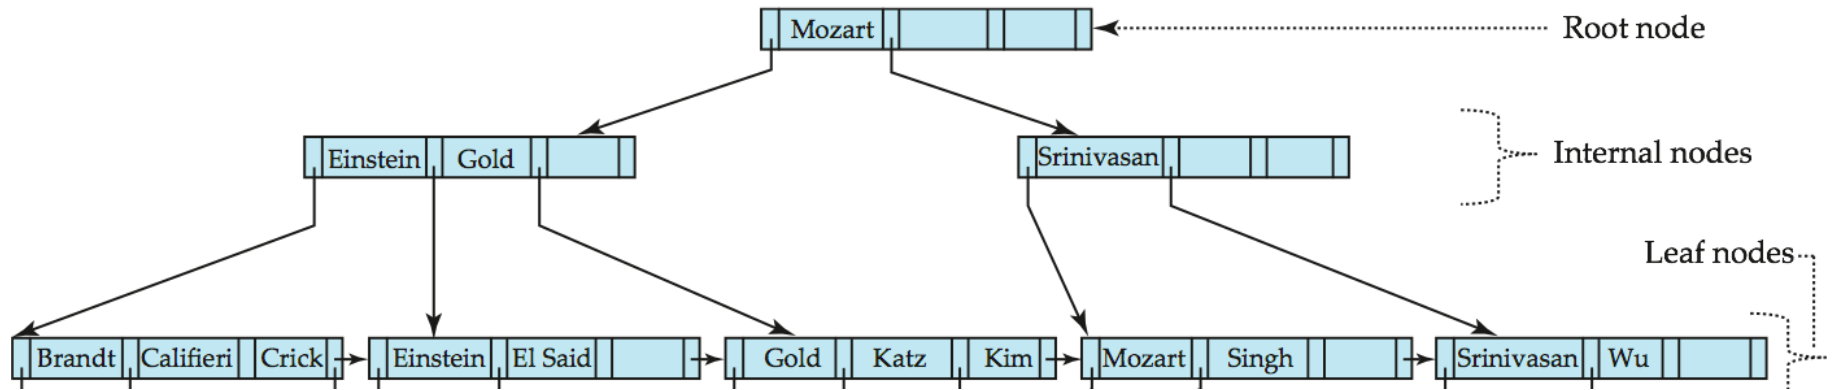 Mozart
Root node
Einstein Gold
Srinivasan
Internal nodes
Leaf nodes
Brandt Califieri Crick Einstein El Said Gold Katz Kim Mozart Singh Srinivasan Wu